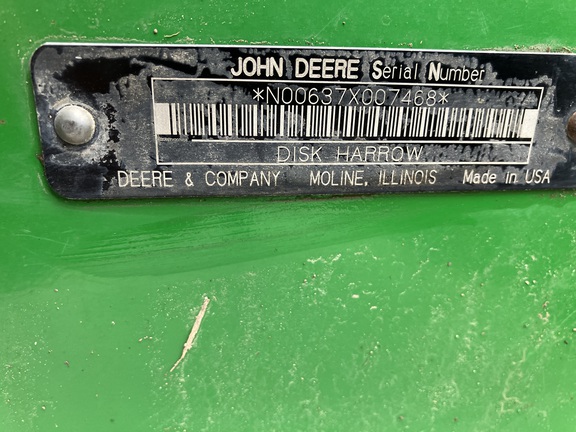 JOHN DEERE Serial Number
*N00637X007468*
DISK HARROW
DEERE & COMPANY MOLINE, ILLINOIS Made in USA